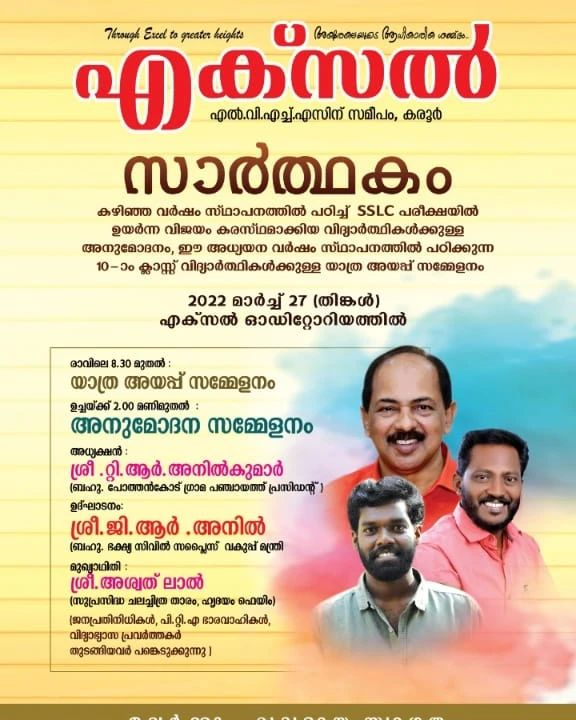 Through Excel to greater heights
എക്സൽ
എൽ.വി.എച്ച്.എസിന് സമീപം, കരൂർ
സാർത്ഥകം
കഴിഞ്ഞ വർഷം സ്ഥാപനത്തിൽ പഠിച്ച് SSLC പരീക്ഷയിൽ
ഉയർന്ന വിജയം കരസ്ഥമാക്കിയ വിദ്യാർത്ഥികൾക്കുള്ള
അനുമോദനം, ഈ അധ്യയന വർഷം സ്ഥാപനത്തിൽ പഠിക്കുന്ന
10-ാം ക്ലാസ്സ് വിദ്യാർത്ഥികൾക്കുള്ള യാത്ര അയപ്പ് സമ്മേളനം
2022 മാർച്ച് 27 (തിങ്കൾ)
എക്സൽ ഓഡിറ്റോറിയത്തിൽ
രാവിലെ 8.30 മുതൽ :
യാത്ര അയപ്പ് സമ്മേളനം
ഉച്ചയ്ക്ക് 2.00 മണിമുതൽ :
അനുമോദന സമ്മേളനം
അധ്യക്ഷൻ :
ശ്രീ .റ്റി.ആർ.അനിൽകുമാർ
(ബഹു. പോത്തൻകോട് ഗ്രാമ പഞ്ചായത്ത് പ്രസിഡന്റ് )
ഉദ്ഘാടനം:
ശ്രീ.ജി.ആർ .അനിൽ
(ബഹു. ഭക്ഷ്യ സിവിൽ സപ്ലൈസ് വകുപ്പ് മന്ത്രി
മുഖ്യാഥിതി :
ശ്രീ.അശ്വത് ലാൽ
(സുപ്രസിദ്ധ ചലച്ചിത്ര താരം, ഹൃദയം ഫെയിം)
(ജനപ്രതിനിധികൾ, പി.റ്റി.എ ഭാരവാഹികൾ,
വിദ്യാഭ്യാസ പ്രവർത്തകർ
തുടങ്ങിയവർ പങ്കെടുക്കുന്നു )